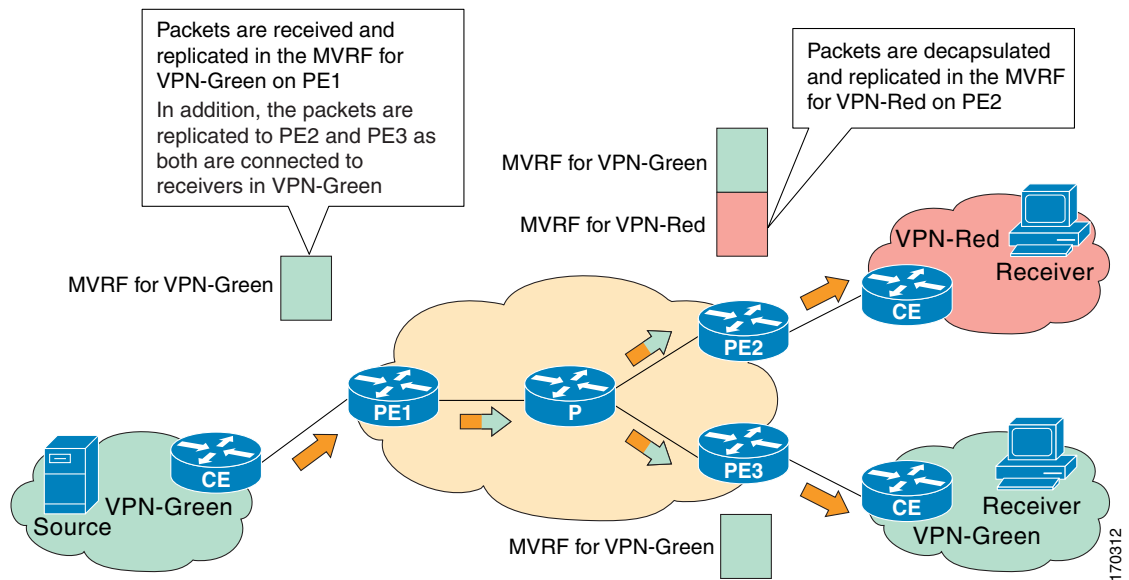 Packets are received and
replicated in the MVRF for
VPN-Green on PE1
In addition, the packets are
replicated to PE2 and PE3 as
both are connected to
receivers in VPN-Green
Packets are decapsulated
and replicated in the MVRF
for VPN-Red on PE2
MVRF for VPN-Green
MVRF for VPN-Red
MVRF for VPN-Green
VPN-Red
Receiver
CE
PE2
PE1
P
CE
VPN-Green
Source
PE3
CE
Receiver
VPN-Green
MVRF for VPN-Green
170312